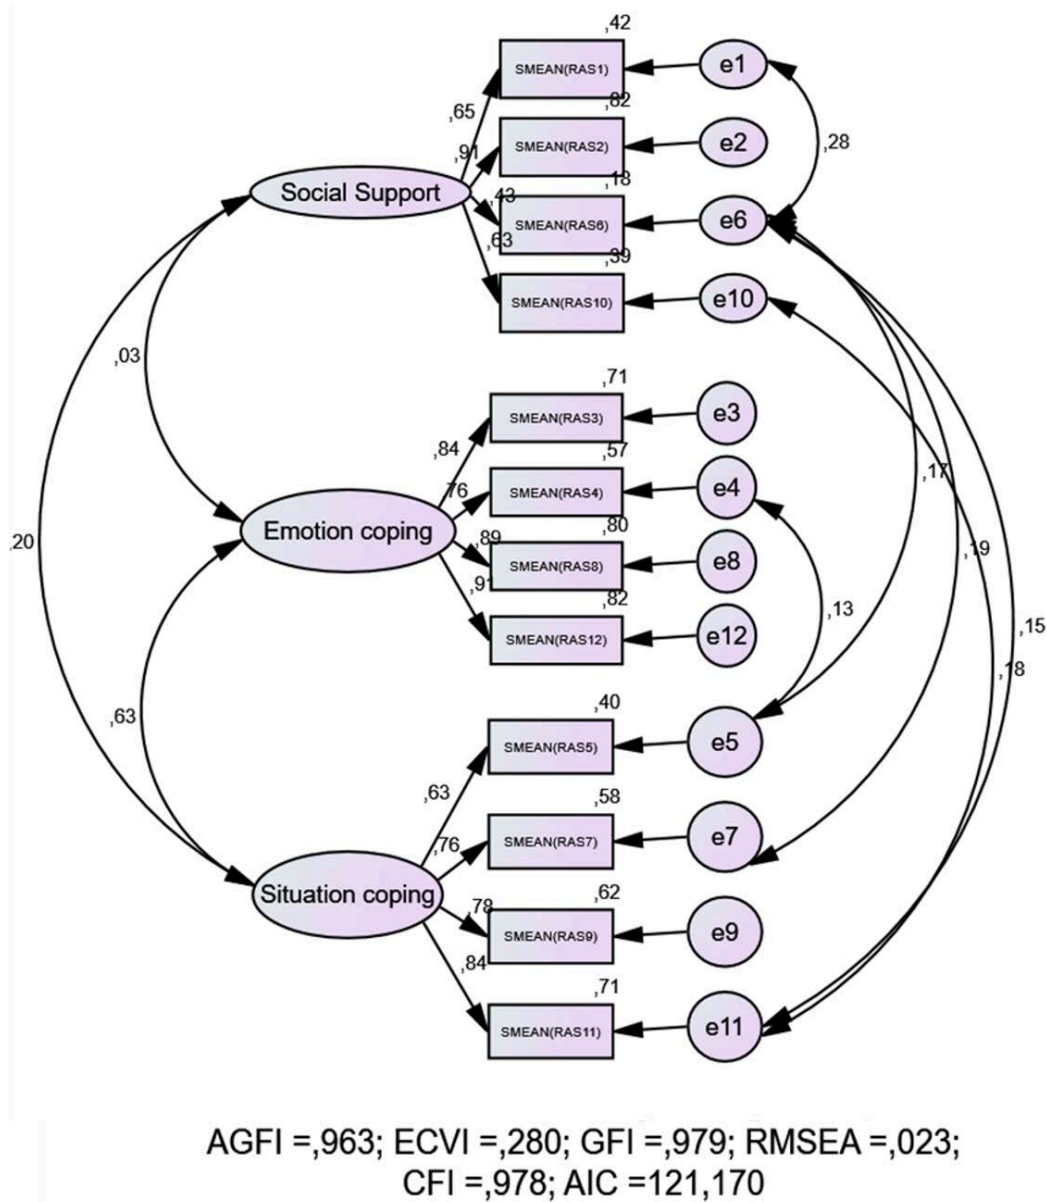 ,42
SMEAN(RAS1)
e1
,65
,82
SMEAN(RAS2)
e2
,28
,91
,18
Social Support
,43
SMEAN(RAS6)
e6
,63
,39
SMEAN(RAS10)
e10
,03
,71
SMEAN(RAS3)
e3
,84
,57
,17
,76
SMEAN(RAS4)
e4
,80
Emotion coping
,20
,89
SMEAN(RAS8)
e8
,19
,91
,82
,13
SMEAN(RAS12)
e12
,15
,18
,63
,40
SMEAN(RAS5)
e5
,63
,58
,76
SMEAN(RAS7)
e7
Situation coping
,62
,78
SMEAN(RAS9)
e9
,84
,71
SMEAN(RAS11)
e11
AGFI =,963; ECVI =,280; GFI =,979; RMSEA =,023;
CFI =,978; AIC =121,170